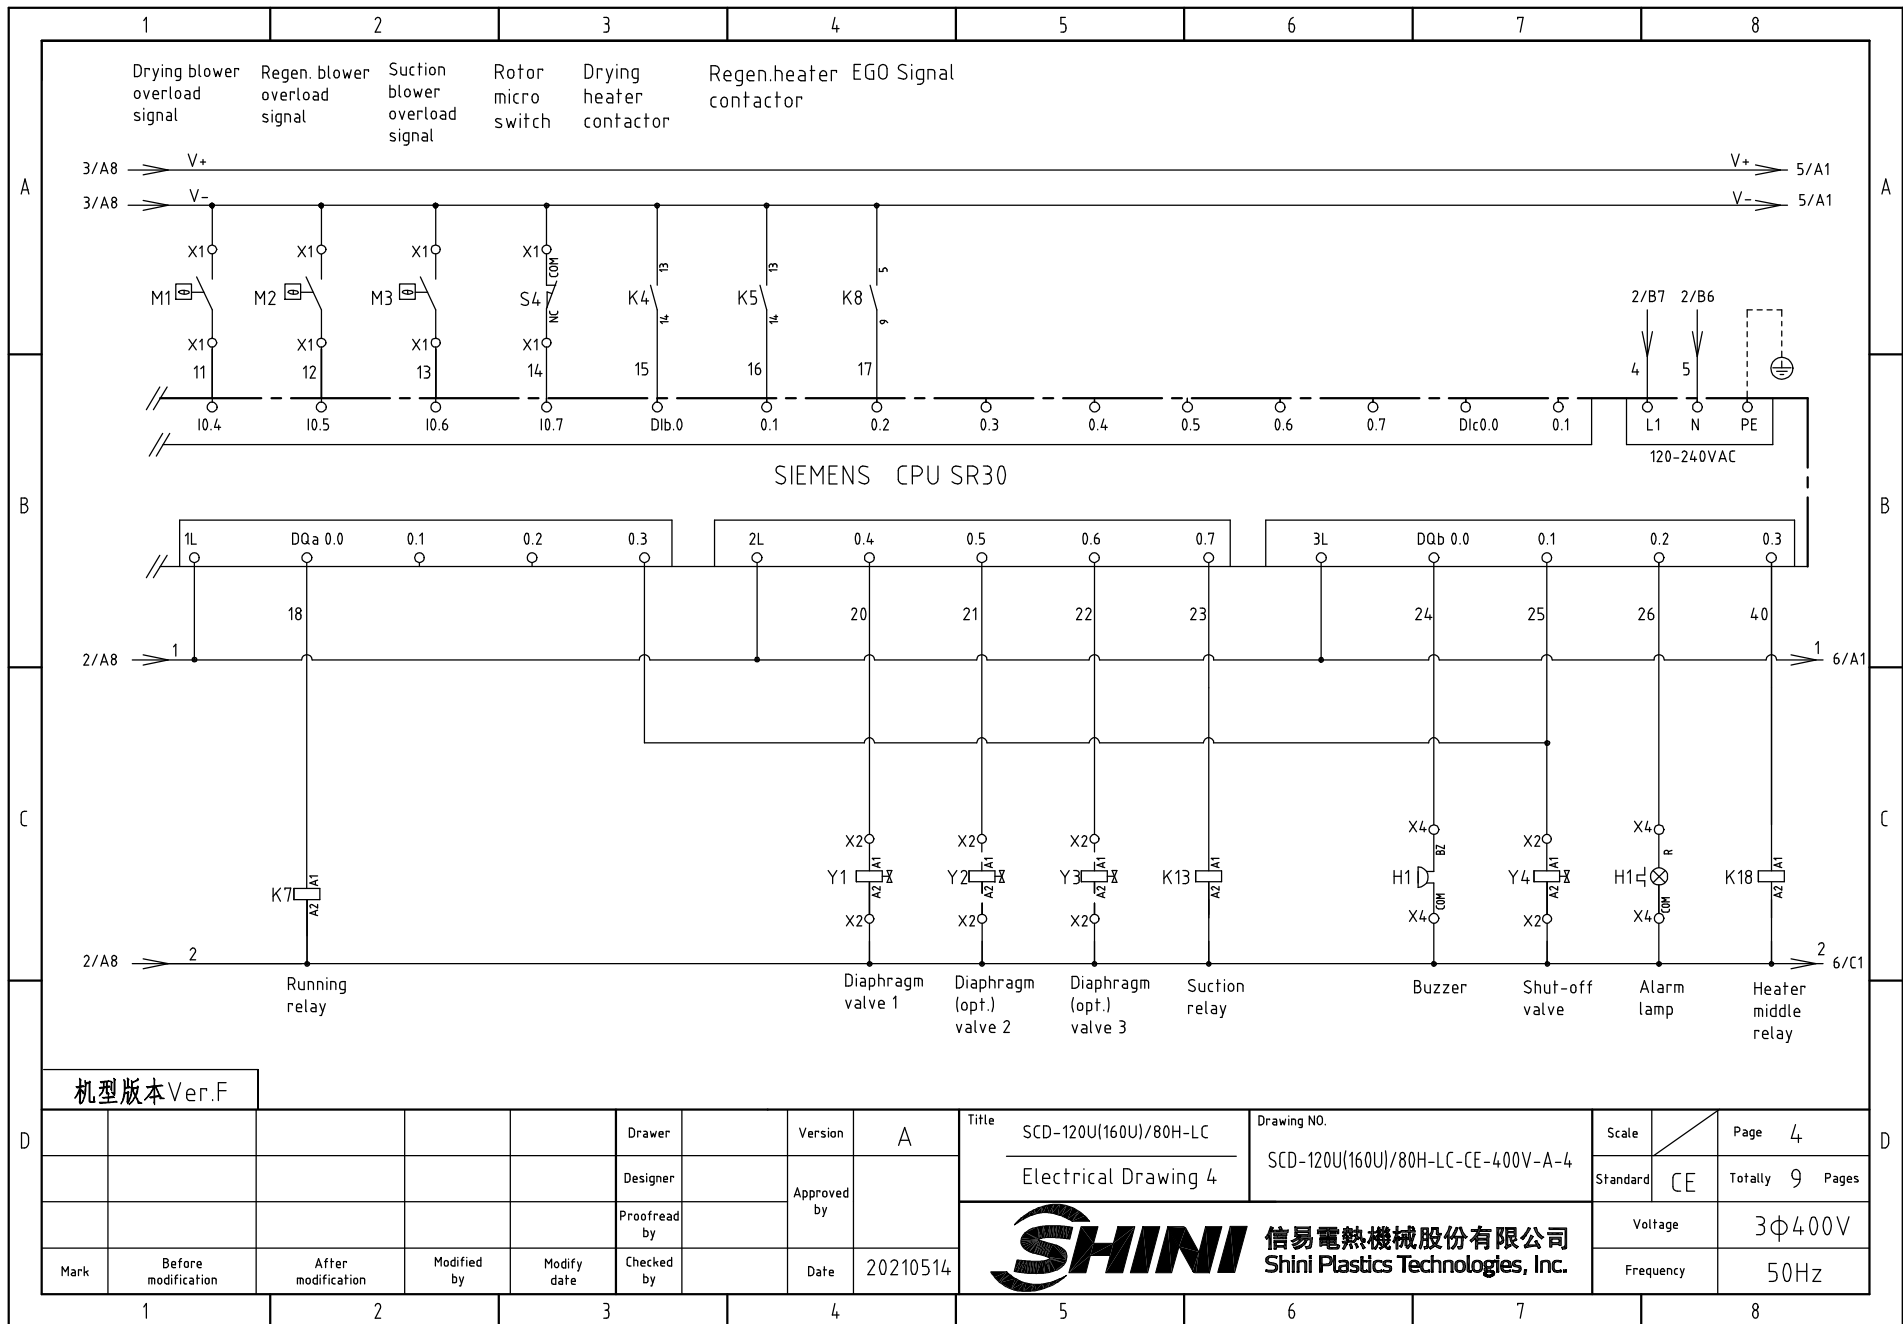 1 2 3 4 5 6 7 8
Drying blower
overload
signal
Regen. blower
overload
signal
Suction
blower
overload
signal
Rotor
micro
switch
Drying
heater
contactor
Regen.heater
contactor
EGO Signal
A A
3/A8 V+ V+ 5/A1
3/A8 V- V- 5/A1
X1 X1 X1 X1
COM 13 13 5
M1 M2 M3 S4 K4 K5 K8
NC 14 14 9
2/B7 2/B6
X1 X1 X1 X1
11 12 13 14 15 16 17 4 5
I0.4 I0.5 I0.6 I0.7 DIb.0 0.1 0.2 0.3 0.4 0.5 0.6 0.7 DIc0.0 0.1 L1 N PE
120-240VAC
SIEMENS CPU SR30
B B
1L DQa 0.0 0.1 0.2 0.3 2L 0.4 0.5 0.6 0.7 3L DQb 0.0 0.1 0.2 0.3
18 20 21 22 23 24 25 26 40
2/A8 1 1 6/A1
C C
X2 X2 X2 X4 X2 X4
A1 A1 A1 A1 A1 BZ A1 R A1
K7 Y1 Y2 Y3 K13 H1 Y4 H1 K18
A2 A2 A2 A2 A2 COM A2 COM A2
X2 X2 X2 X4 X2 X4
2/A8 2 2 6/C1
Running
relay
Diaphragm
valve 1
Diaphragm
(opt.)
valve 2
Diaphragm
(opt.)
valve 3
Suction
relay
Buzzer
Shut-off
valve
Alarm
lamp
Heater
middle
relay
机型版本Ver.F
D D
Mark
Before
modification
After
modification
Modified
by
Modify
date
Drawer
Designer
Proofread
by
Checked
by
Version A
Approved
by
Date 20210514
Title
SCD-120U(160U)/80H-LC
Electrical Drawing 4
Drawing NO.
SCD-120U(160U)/80H-LC-CE-400V-A-4
Scale
Page 4
Standard CE
Totally 9 Pages
Voltage 3ϕ400V
Frequency 50Hz
SHINI
信易電熱機械股份有限公司
Shini Plastics Technologies, Inc.
1 2 3 4 5 6 7 8